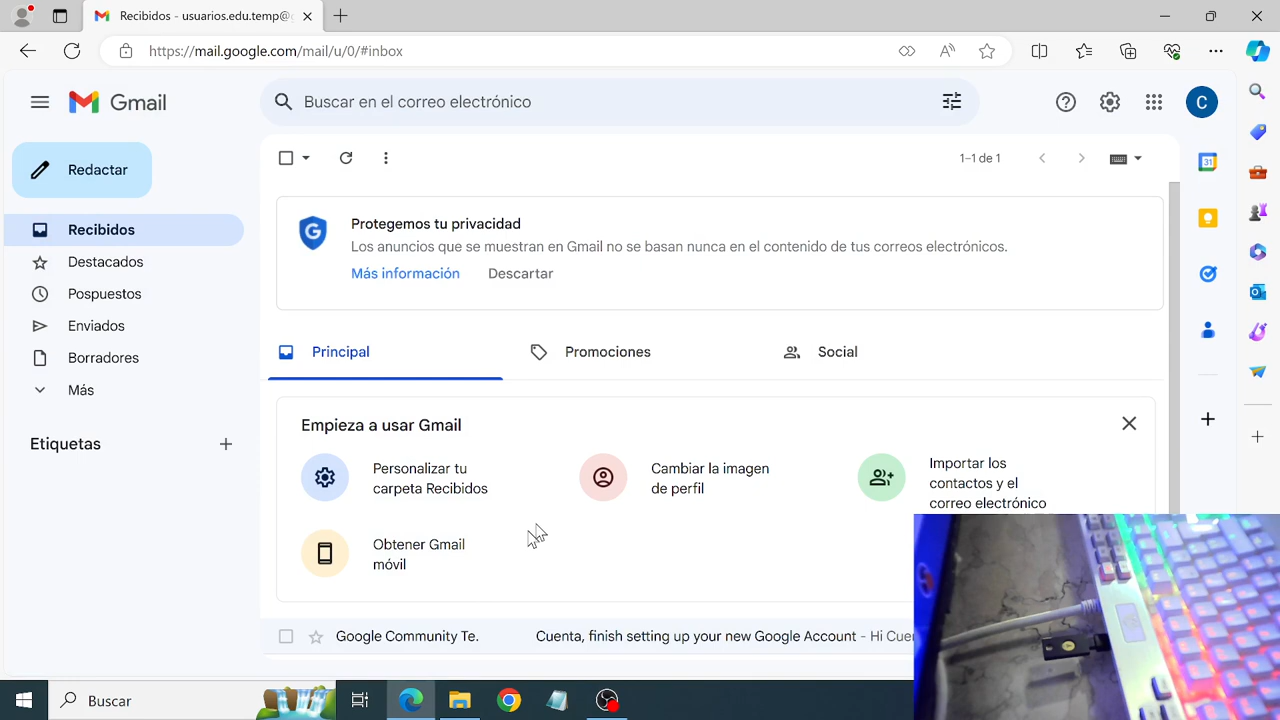 Recibidos - usuarios.edu.temp@g
https://mail.google.com/mail/u/0/#inbox
Gmail
Buscar en el correo electrónico
C
Redactar
1–1 de 1
31
Recibidos
Destacados
Pospuestos
Enviados
Borradores
Más
Etiquetas
Protegemos tu privacidad
Los anuncios que se muestran en Gmail no se basan nunca en el contenido de tus correos electrónicos.
Más información Descartar
Principal Promociones Social
Empieza a usar Gmail
Personalizar tu
carpeta Recibidos
Cambiar la imagen
de perfil
Importar los
contactos y el
correo electrónico
Obtener Gmail
móvil
Google Community Te. Cuenta, finish setting up your new Google Account - Hi Cuen
Buscar